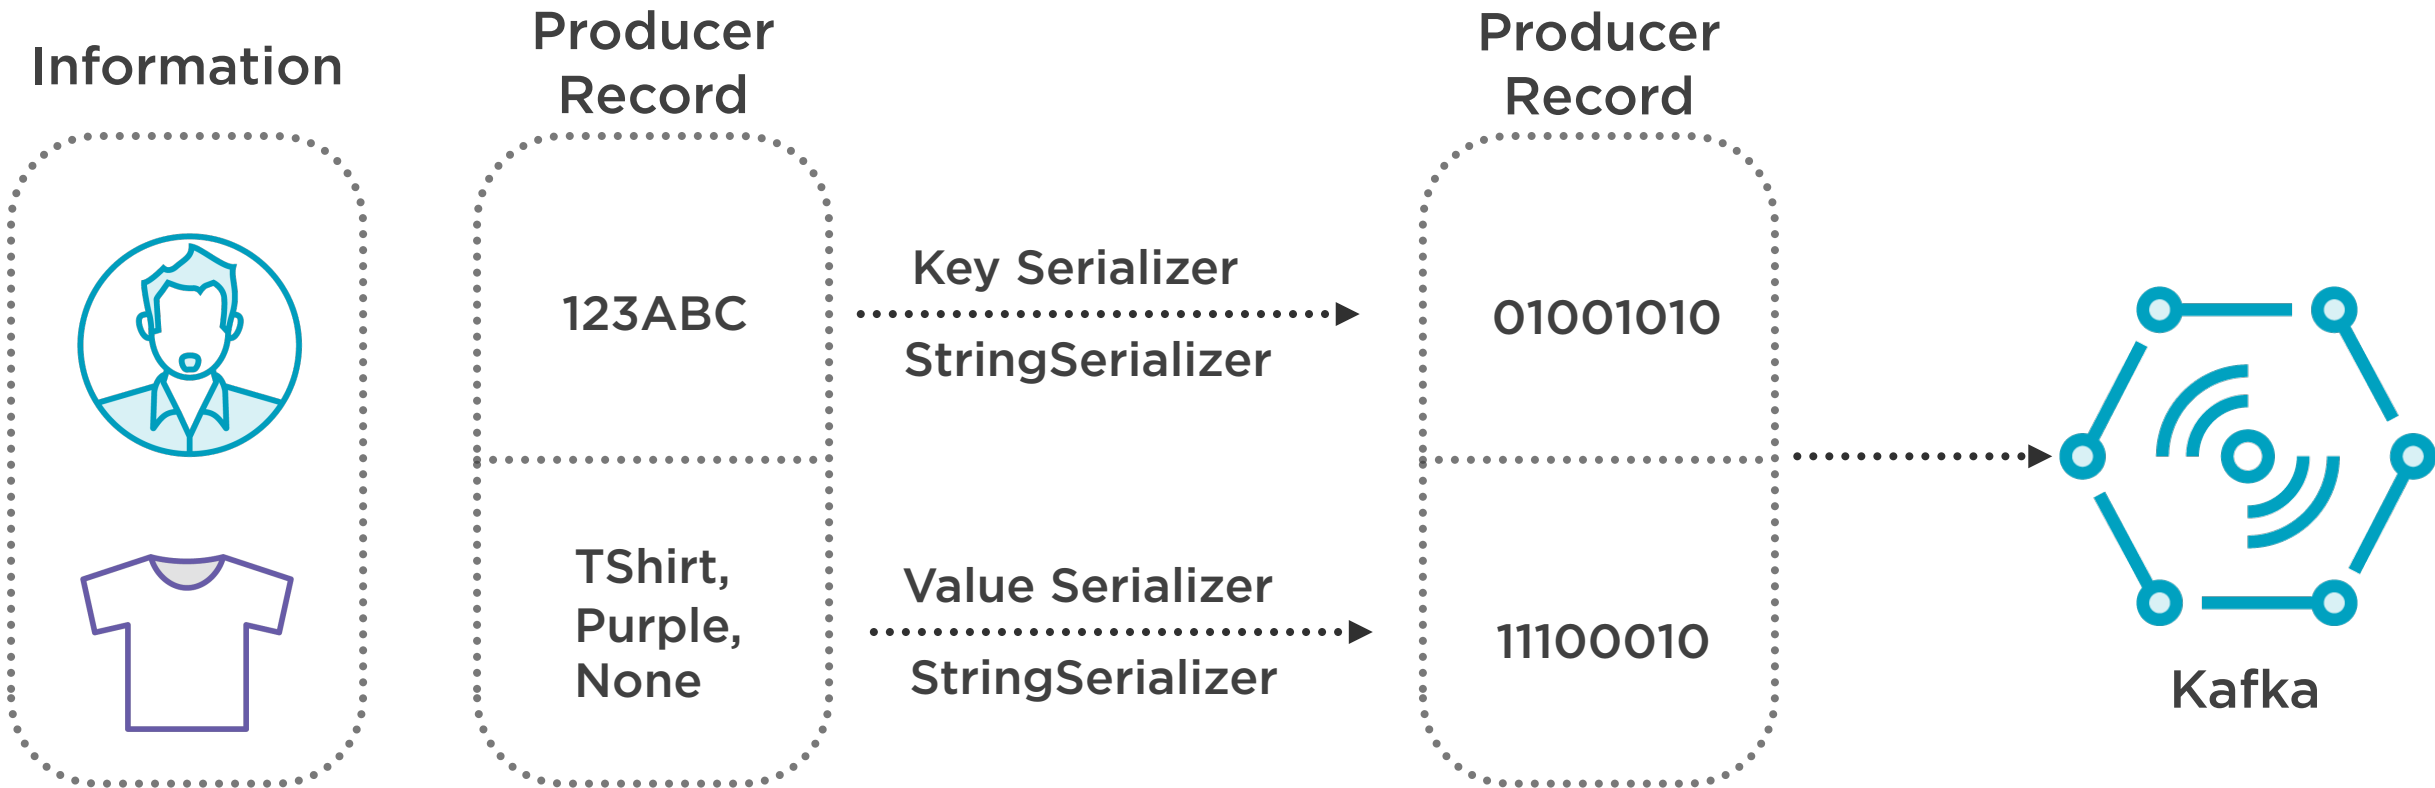 Information
Producer
Record
123ABC
TShirt,
Purple,
None
Key Serializer
StringSerializer
Value Serializer
StringSerializer
Producer
Record
01001010
11100010
Kafka